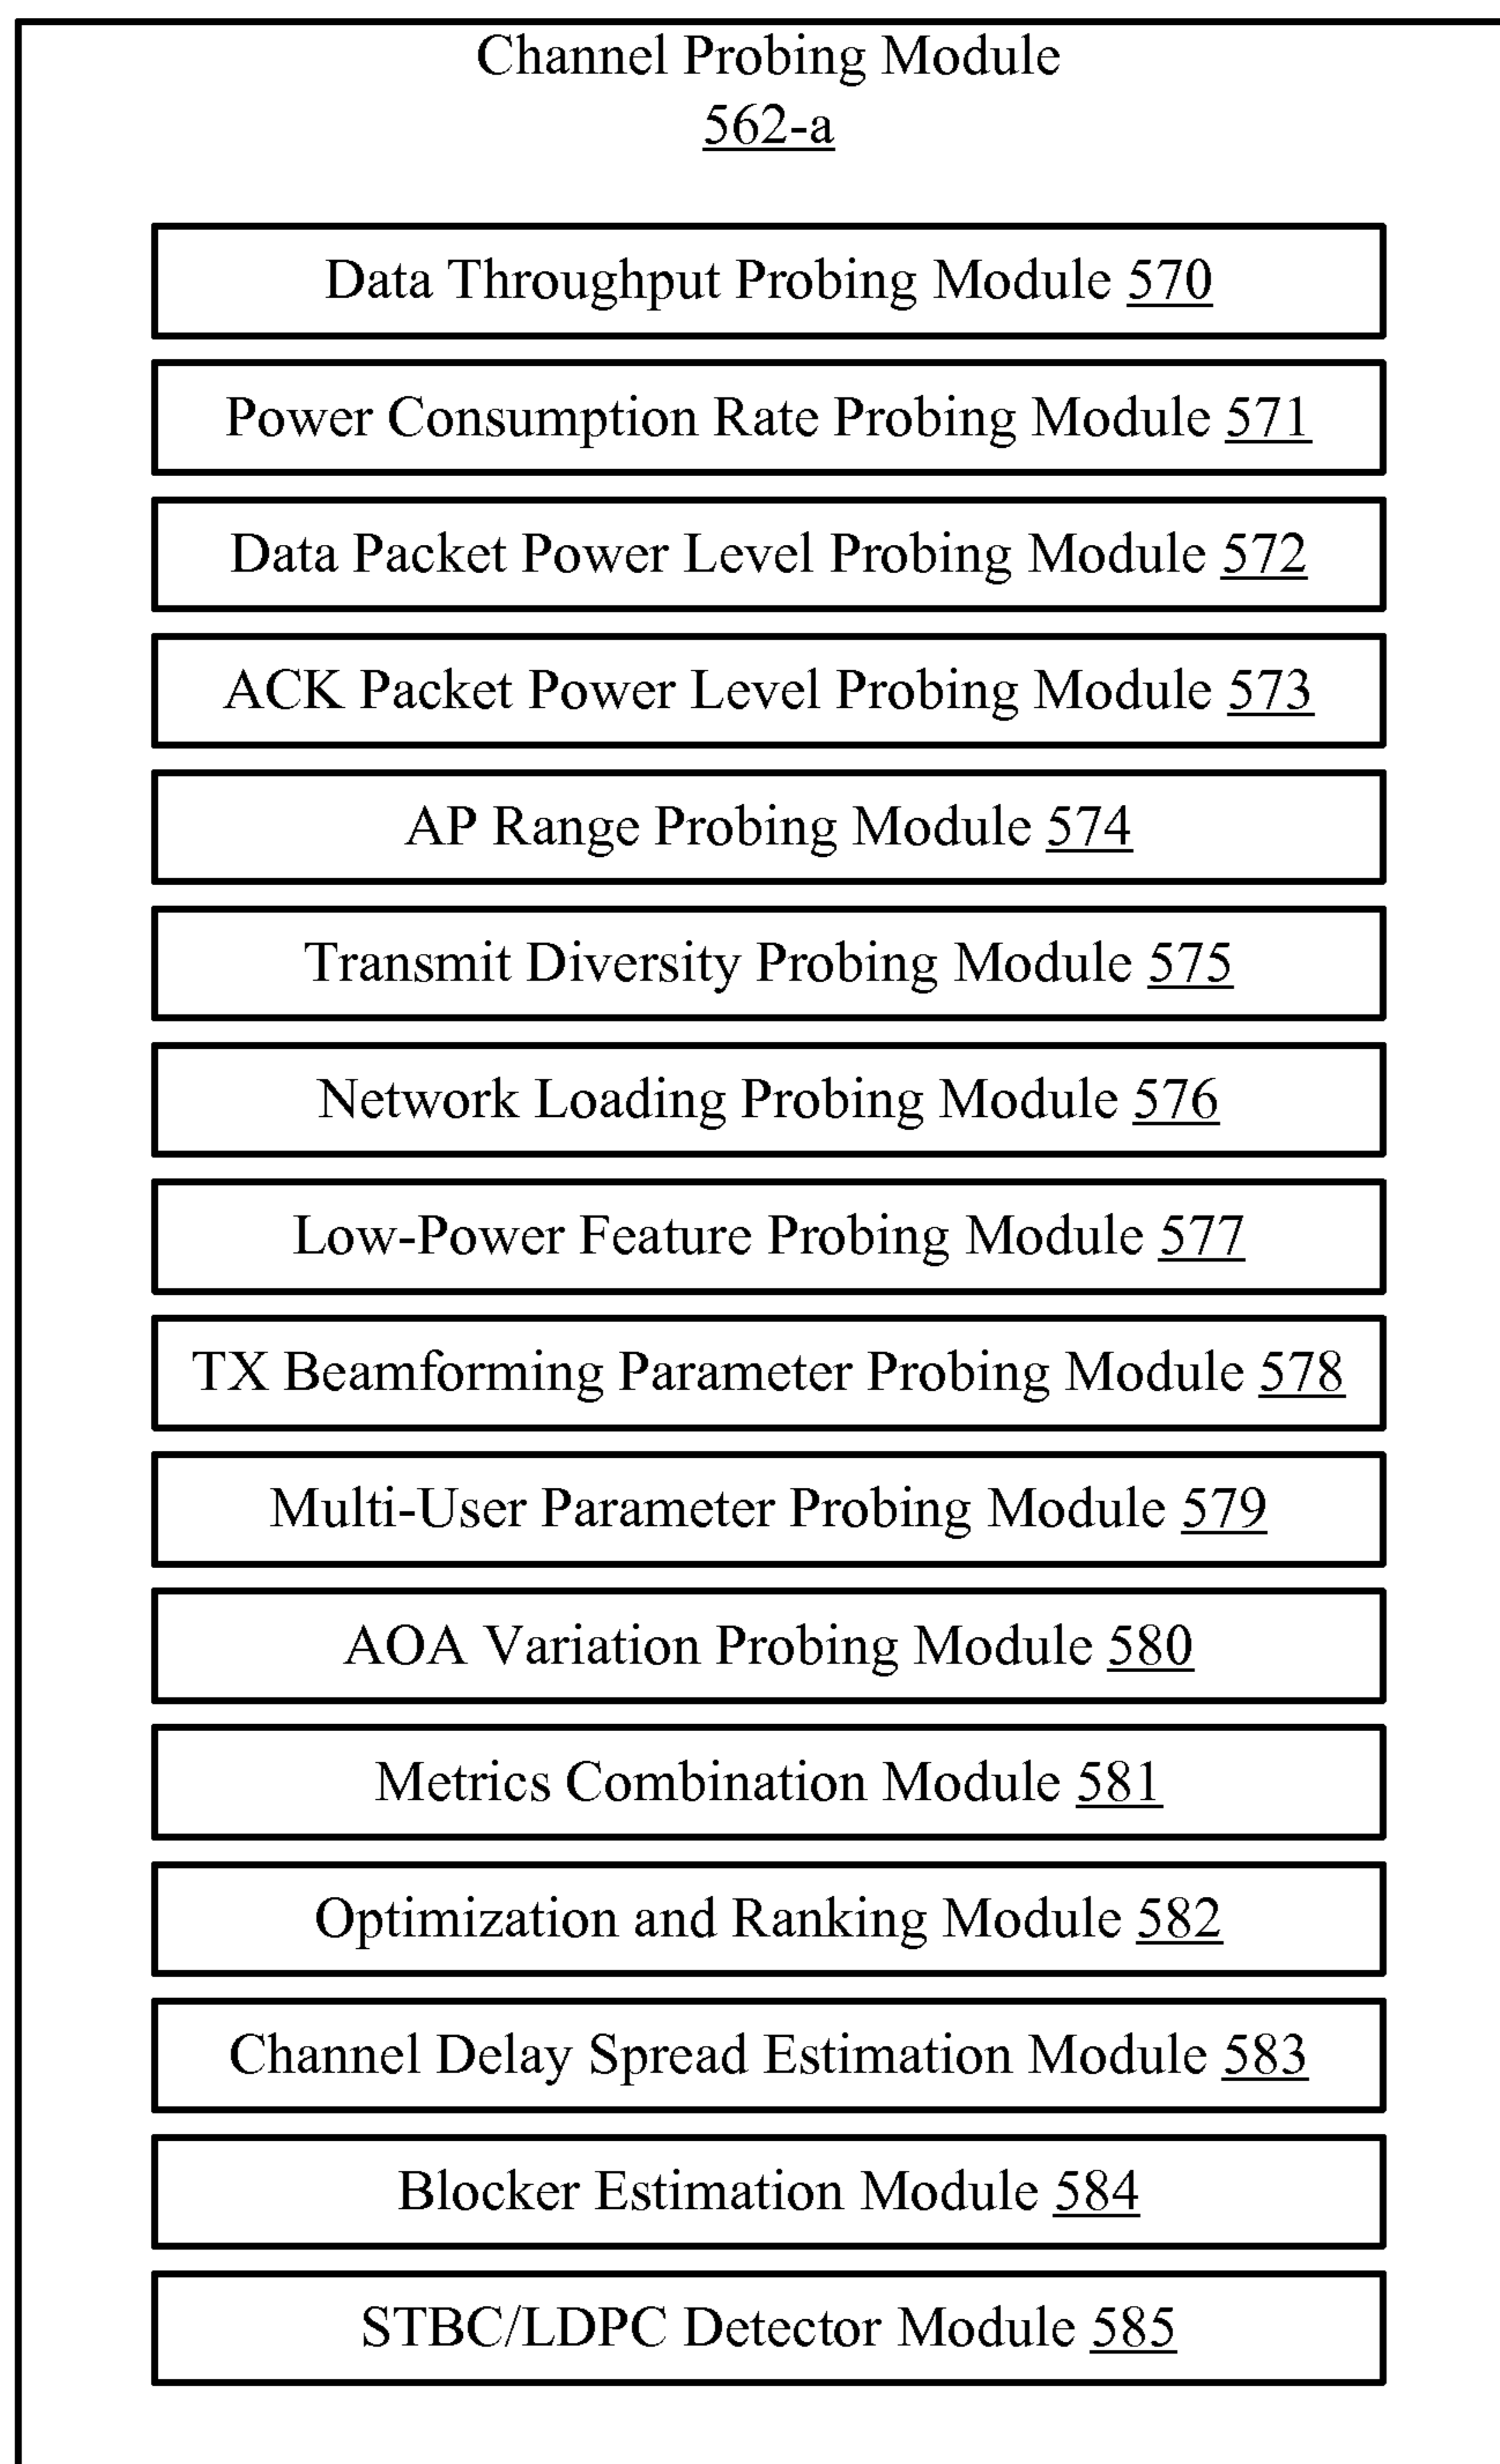 Channel Probing Module
562-a
Data Throughput Probing Module 570
Power Consumption Rate Probing Module 571
Data Packet Power Level Probing Module 572
ACK Packet Power Level Probing Module 573
AP Range Probing Module 574
Transmit Diversity Probing Module 575
Network Loading Probing Module 576
Low-Power Feature Probing Module 577
TX Beamforming Parameter Probing Module 578
Multi-User Parameter Probing Module 579
AOA Variation Probing Module 580
Metrics Combination Module 581
Optimization and Ranking Module 582
Channel Delay Spread Estimation Module 583
Blocker Estimation Module 584
STBC/LDPC Detector Module 585